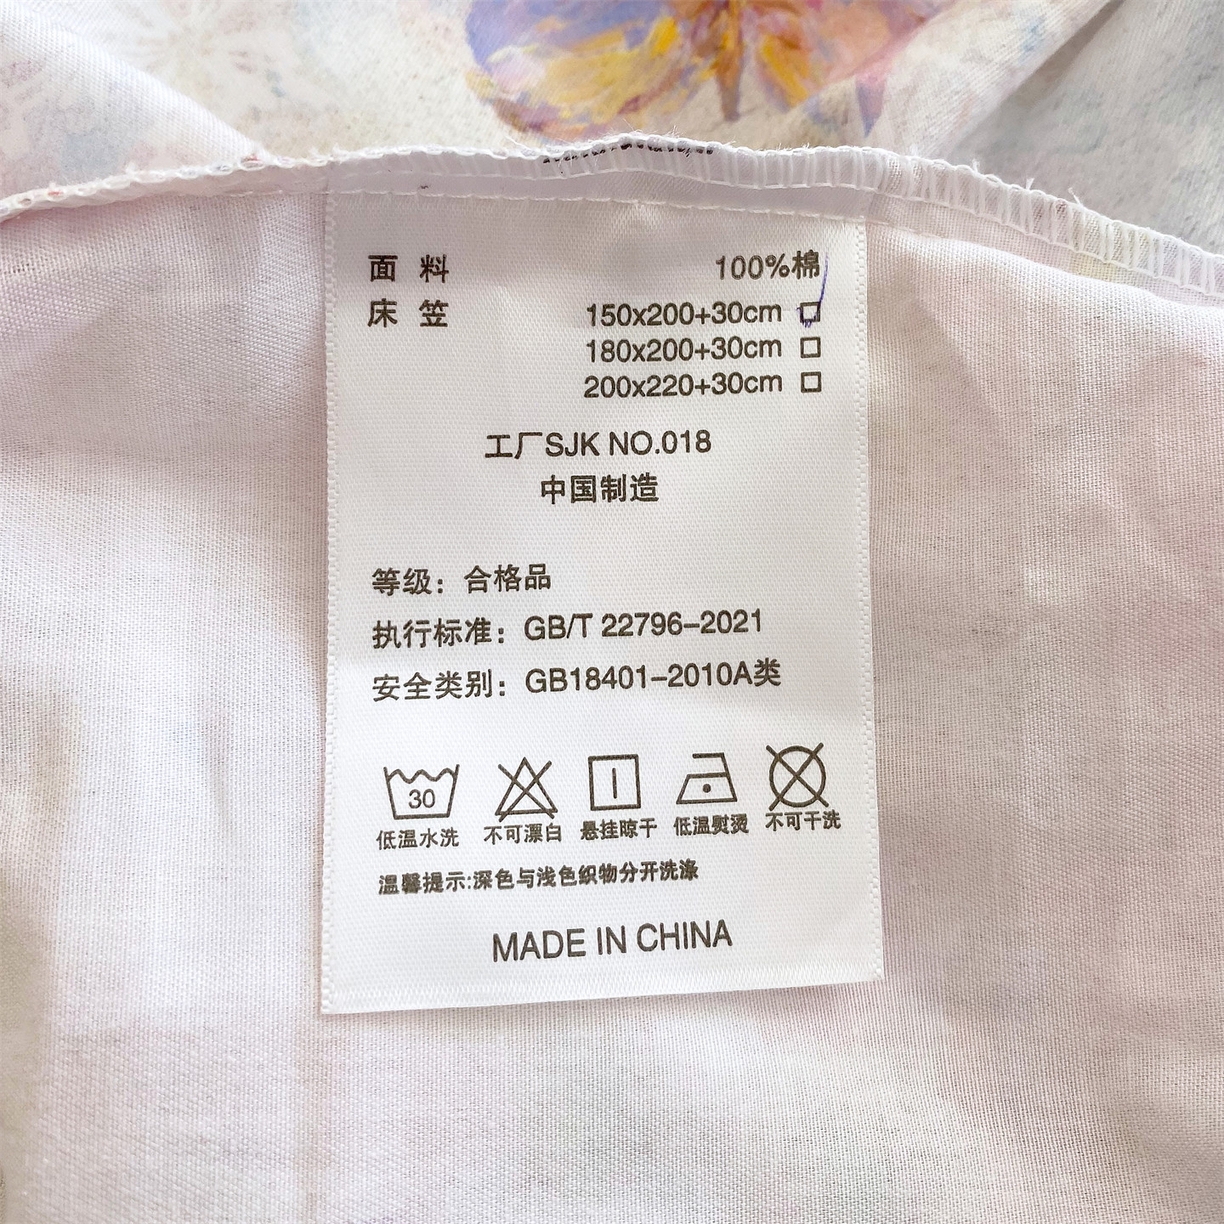 面 料 100%棉
床 笠 150x200+30cm □
180x200+30cm □
200x220+30cm □
工厂SJK NO.018
中国制造
等级：合格品
执行标准：GB/T 22796-2021
安全类别：GB18401-2010A类
30
低温水洗 不可漂白 悬挂晾干 低温熨烫 不可干洗
温馨提示:深色与浅色织物分开洗涤
MADE IN CHINA